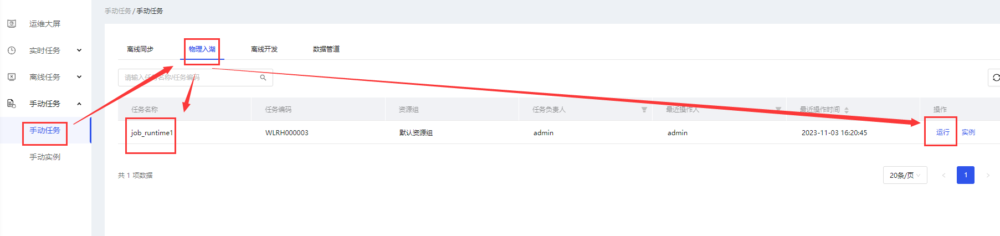 运维大屏
实时任务
离线任务
手动任务
手动任务
手动实例
手动任务 / 手动任务
离线同步 物理入湖 离线开发 数据管道
请输入任务名称/任务编码
任务名称 任务编码 资源组 任务负责人 最近操作人 最近操作时间 操作
job_runtime1 WLRH000003 默认资源组 admin admin 2023-11-03 16:20:45 运行 实例
共 1 项数据 20条/页 < 1 >